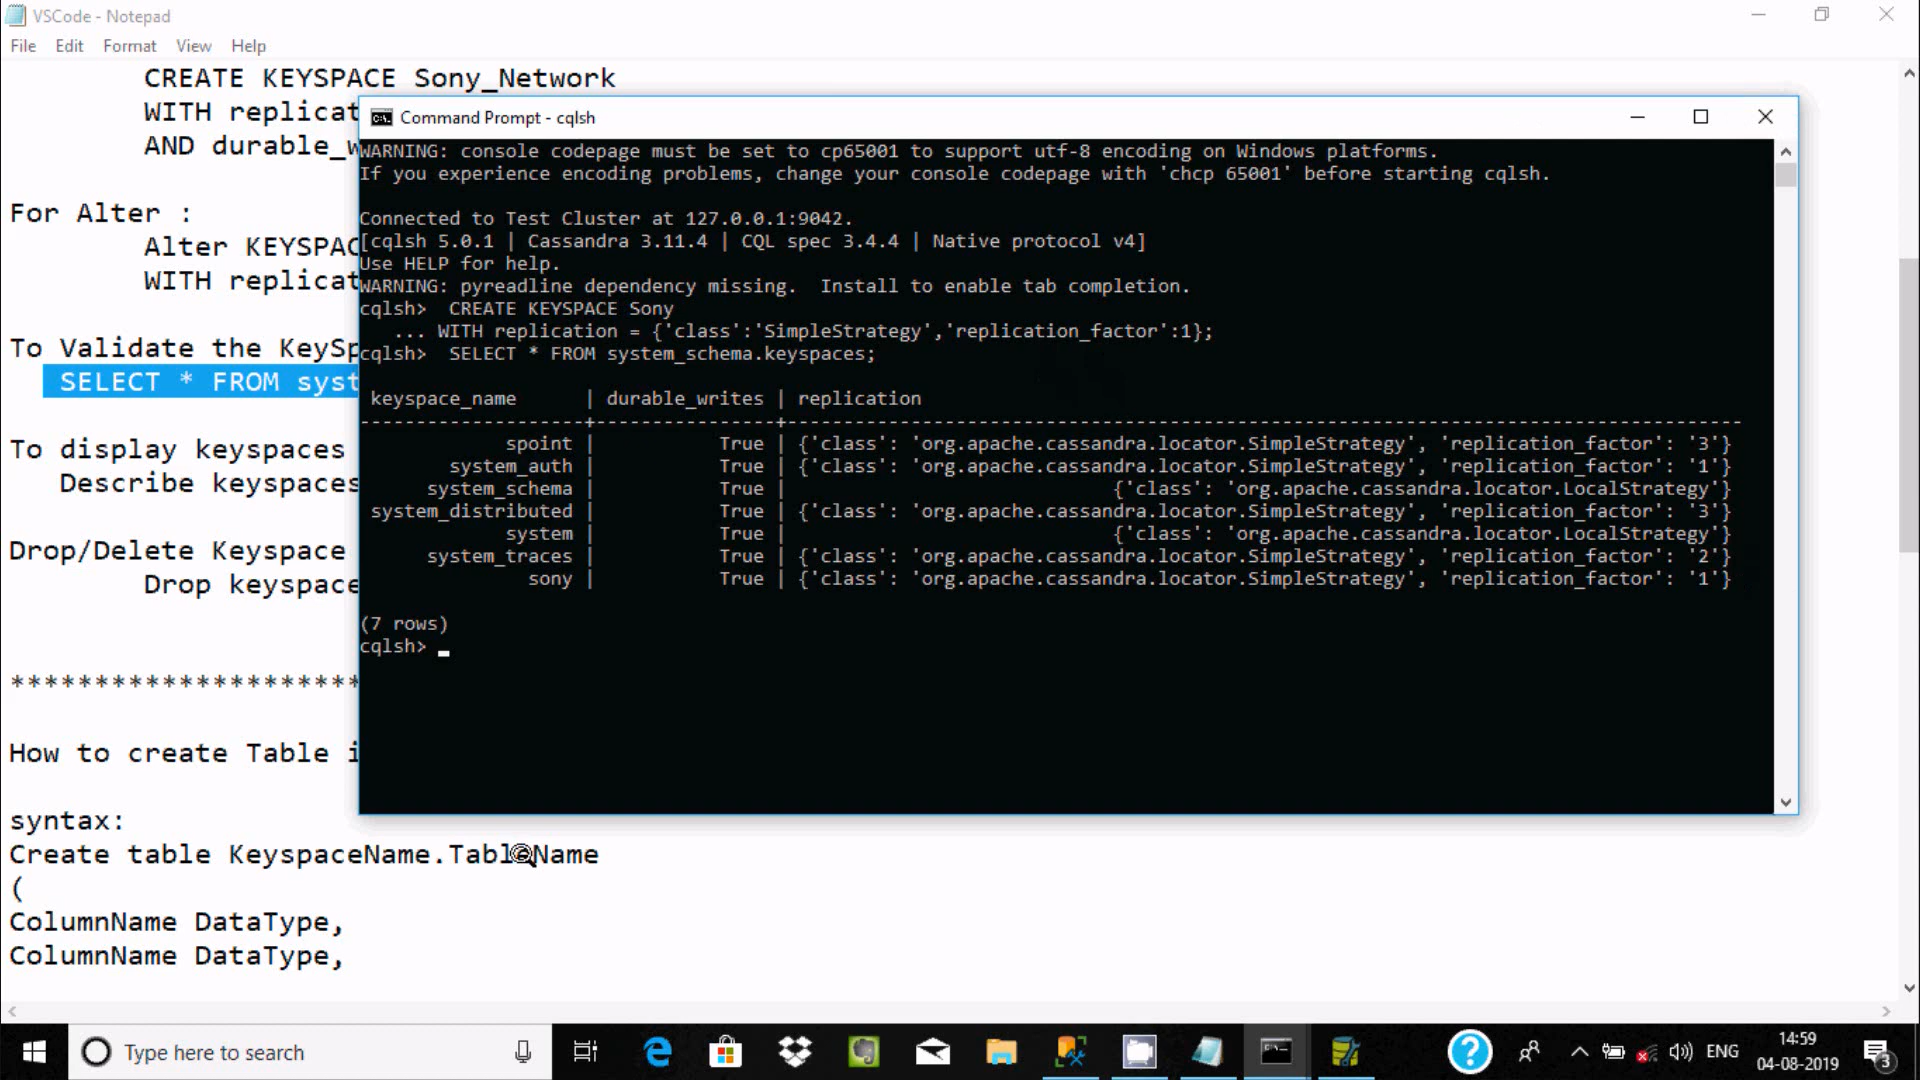 VSCode - Notepad
File Edit Format View Help
CREATE KEYSPACE Sony_Network
WITH replicat
AND durable_w
For Alter :
Alter KEYSPAC
WITH replicat
To Validate the KeySp
SELECT * FROM syst
To display keyspaces
Describe keyspaces
Drop/Delete Keyspace
Drop keyspace
*********************
How to create Table i
syntax:
Create table KeyspaceName.TableName
(
ColumnName DataType,
ColumnName DataType,
Command Prompt - cqlsh
WARNING: console codepage must be set to cp65001 to support utf-8 encoding on Windows platforms.
If you experience encoding problems, change your console codepage with 'chcp 65001' before starting cqlsh.
Connected to Test Cluster at 127.0.0.1:9042.
[cqlsh 5.0.1 | Cassandra 3.11.4 | CQL spec 3.4.4 | Native protocol v4]
Use HELP for help.
WARNING: pyreadline dependency missing.  Install to enable tab completion.
cqlsh>  CREATE KEYSPACE Sony
   ... WITH replication = {'class':'SimpleStrategy','replication_factor':1};
cqlsh>  SELECT * FROM system_schema.keyspaces;
keyspace_name | durable_writes | replication
--------------------+----------------+-------------------------------------------------------------------------------------
spoint | True | {'class': 'org.apache.cassandra.locator.SimpleStrategy', 'replication_factor': '3'}
system_auth | True | {'class': 'org.apache.cassandra.locator.SimpleStrategy', 'replication_factor': '1'}
system_schema | True | {'class': 'org.apache.cassandra.locator.LocalStrategy'}
system_distributed | True | {'class': 'org.apache.cassandra.locator.SimpleStrategy', 'replication_factor': '3'}
system | True | {'class': 'org.apache.cassandra.locator.LocalStrategy'}
system_traces | True | {'class': 'org.apache.cassandra.locator.SimpleStrategy', 'replication_factor': '2'}
sony | True | {'class': 'org.apache.cassandra.locator.SimpleStrategy', 'replication_factor': '1'}
(7 rows)
cqlsh> _
Type here to search
ENG
14:59
04-08-2019
3